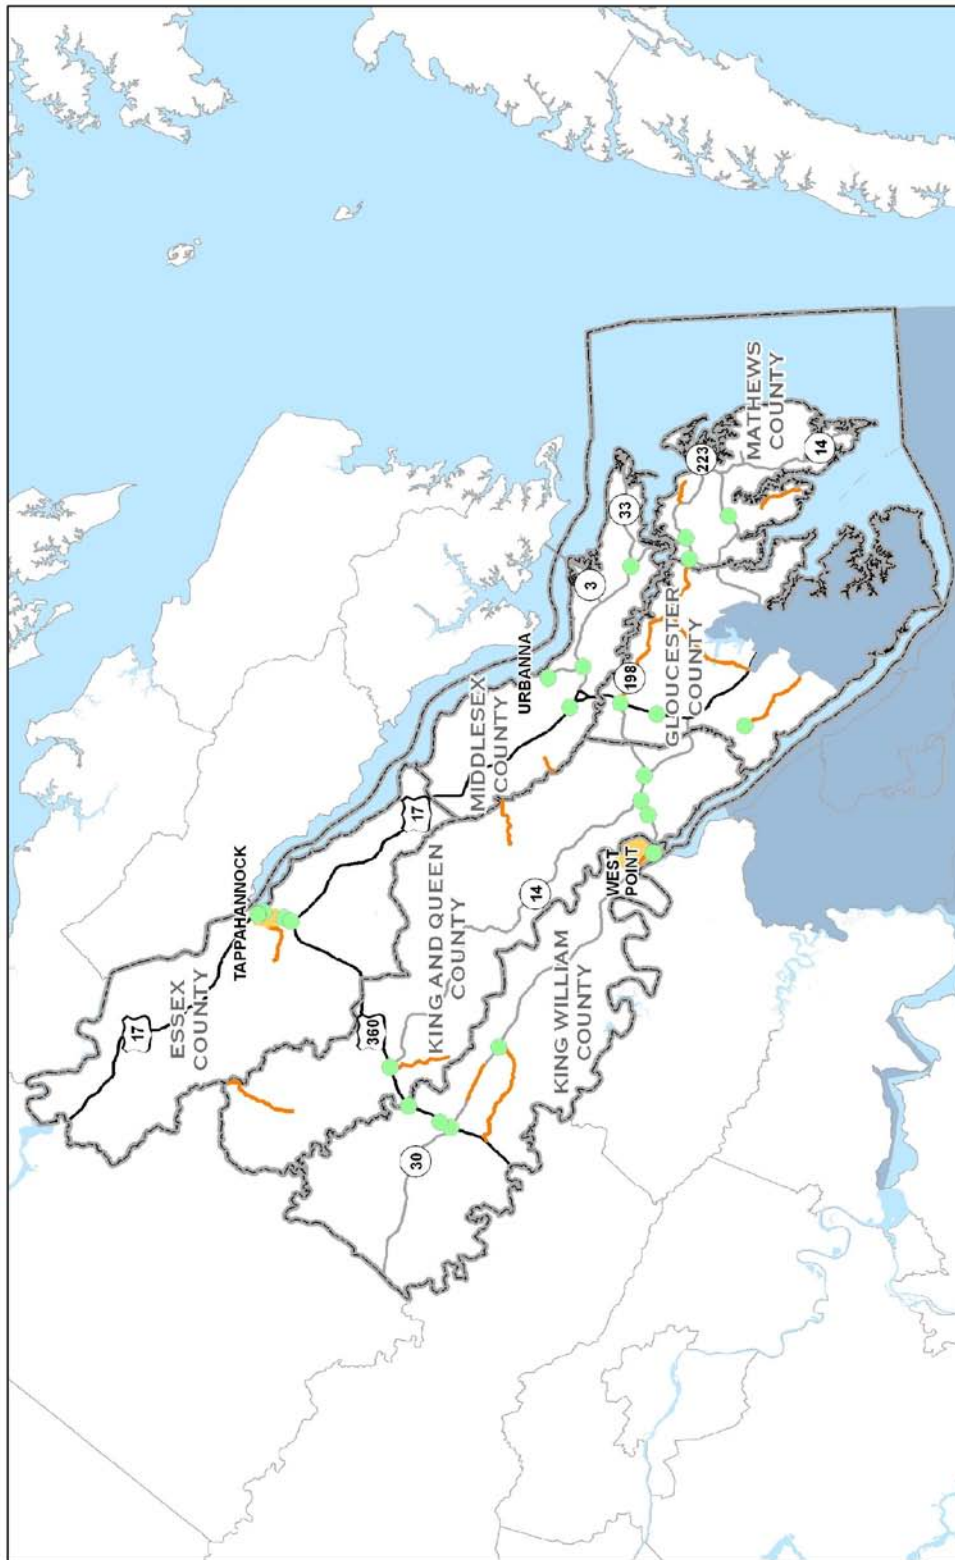 17
ESSEX
COUNTY
TAPPAHANNOCK
360
KING AND QUEEN
COUNTY
17
MIDDLESEX
COUNTY
URBANNA
30
KING WILLIAM
COUNTY
14
WEST
POINT
198
GLOUCESTER
COUNTY
3
33
223
MATHEWS
COUNTY
14